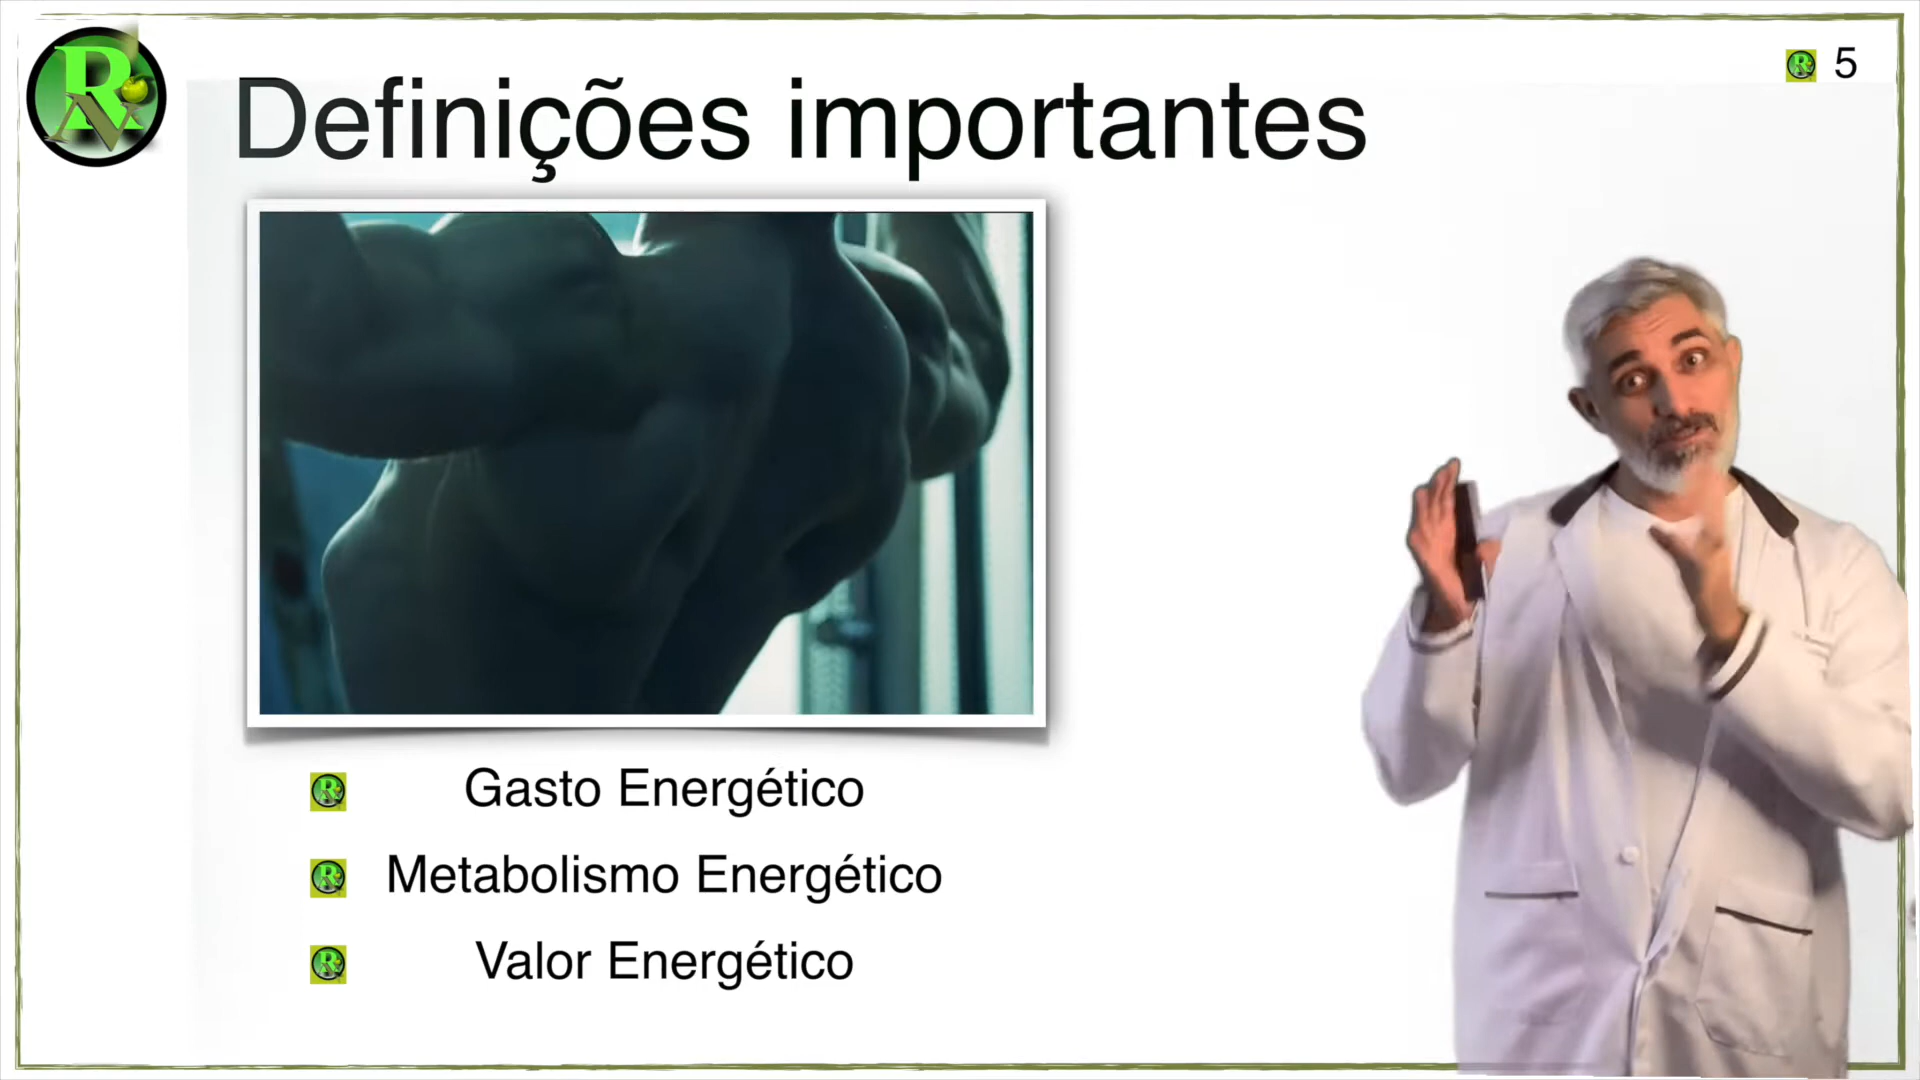 5
Definições importantes
Gasto Energético
Metabolismo Energético
Valor Energético